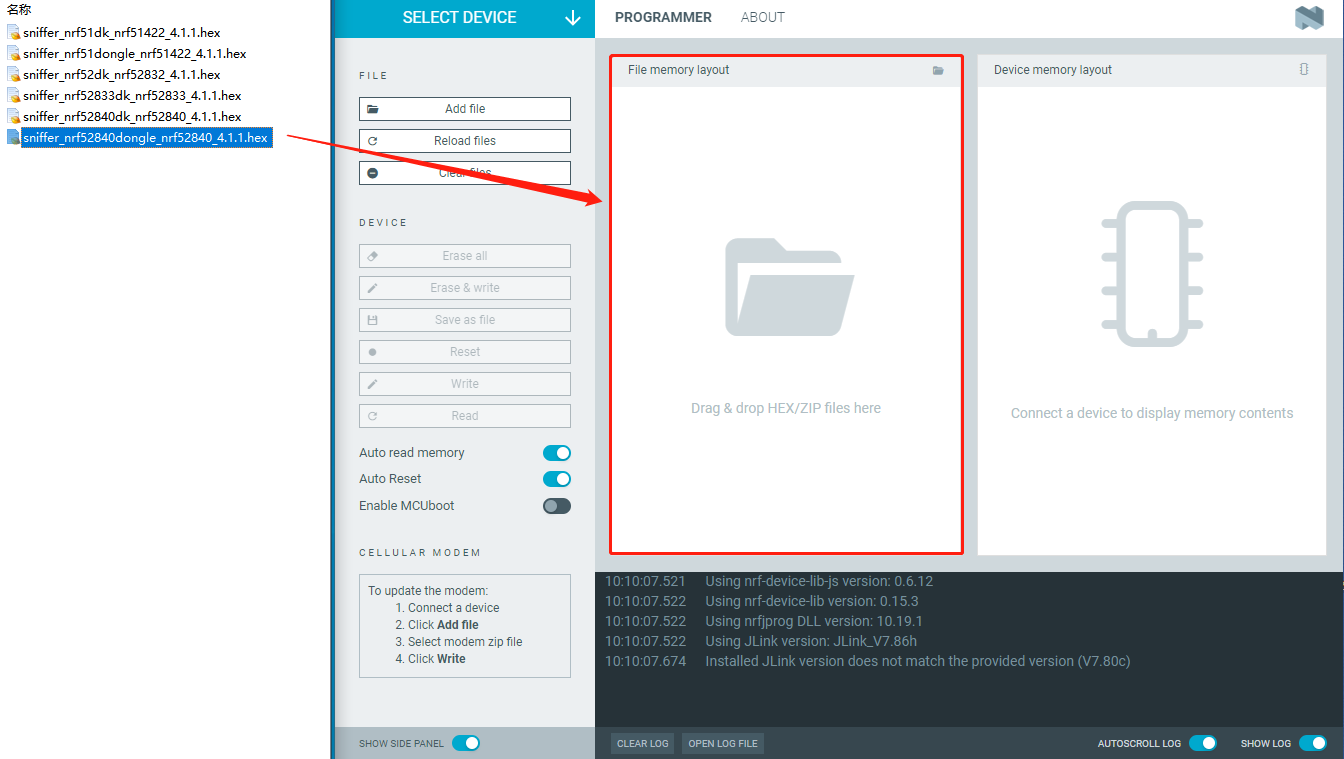 名称
sniffer_nrf51dk_nrf51422_4.1.1.hex
sniffer_nrf51dongle_nrf51422_4.1.1.hex
sniffer_nrf52dk_nrf52832_4.1.1.hex
sniffer_nrf52833dk_nrf52833_4.1.1.hex
sniffer_nrf52840dk_nrf52840_4.1.1.hex
sniffer_nrf52840dongle_nrf52840_4.1.1.hex
SELECT DEVICE
PROGRAMMER
ABOUT
FILE
Add file
Reload files
Clear files
DEVICE
Erase all
Erase & write
Save as file
Reset
Write
Read
Auto read memory
Auto Reset
Enable MCUboot
CELLULAR MODEM
To update the modem:
1. Connect a device
2. Click Add file
3. Select modem zip file
4. Click Write
SHOW SIDE PANEL
File memory layout
Drag & drop HEX/ZIP files here
Device memory layout
Connect a device to display memory contents
10:10:07.521 Using nrf-device-lib-js version: 0.6.12
10:10:07.522 Using nrf-device-lib version: 0.15.3
10:10:07.522 Using nrfjprog DLL version: 10.19.1
10:10:07.522 Using JLink version: JLink_V7.86h
10:10:07.674 Installed JLink version does not match the provided version (V7.80c)
CLEAR LOG
OPEN LOG FILE
AUTOSCROLL LOG
SHOW LOG